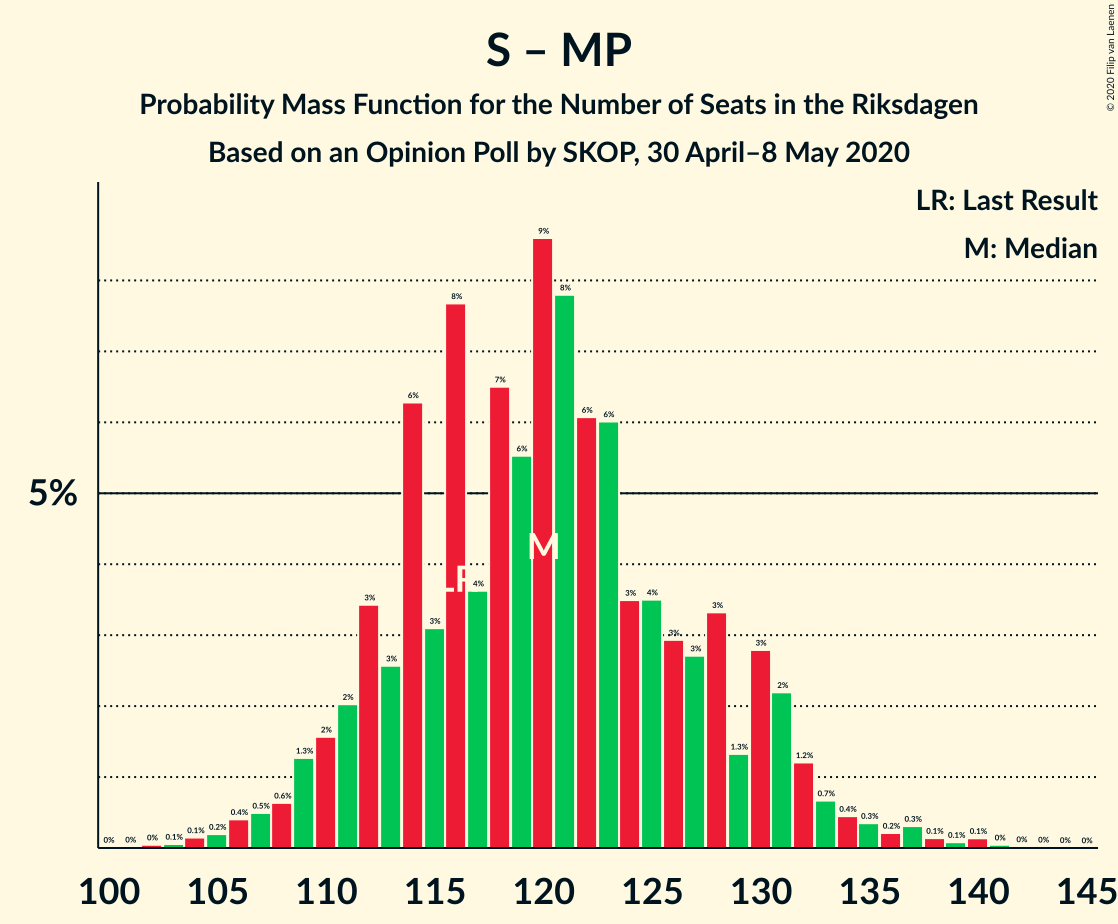 © 2020 Filip van Laenen
S – MP
Probability Mass Function for the Number of Seats in the Riksdagen
Based on an Opinion Poll by SKOP, 30 April–8 May 2020
LR: Last Result
M: Median
5%
0% 0% 0% 0.1% 0.1% 0.2% 0.4% 0.5% 0.6% 1.3% 2% 2% 3% 3% 6% 3% 8% 4% 7% 6% 9% 8% 6% 6% 3% 4% 3% 3% 3% 1.3% 3% 2% 1.2% 0.7% 0.4% 0.3% 0.2% 0.3% 0.1% 0.1% 0.1% 0% 0% 0% 0% 0%
LR
M
100 105 110 115 120 125 130 135 140 145